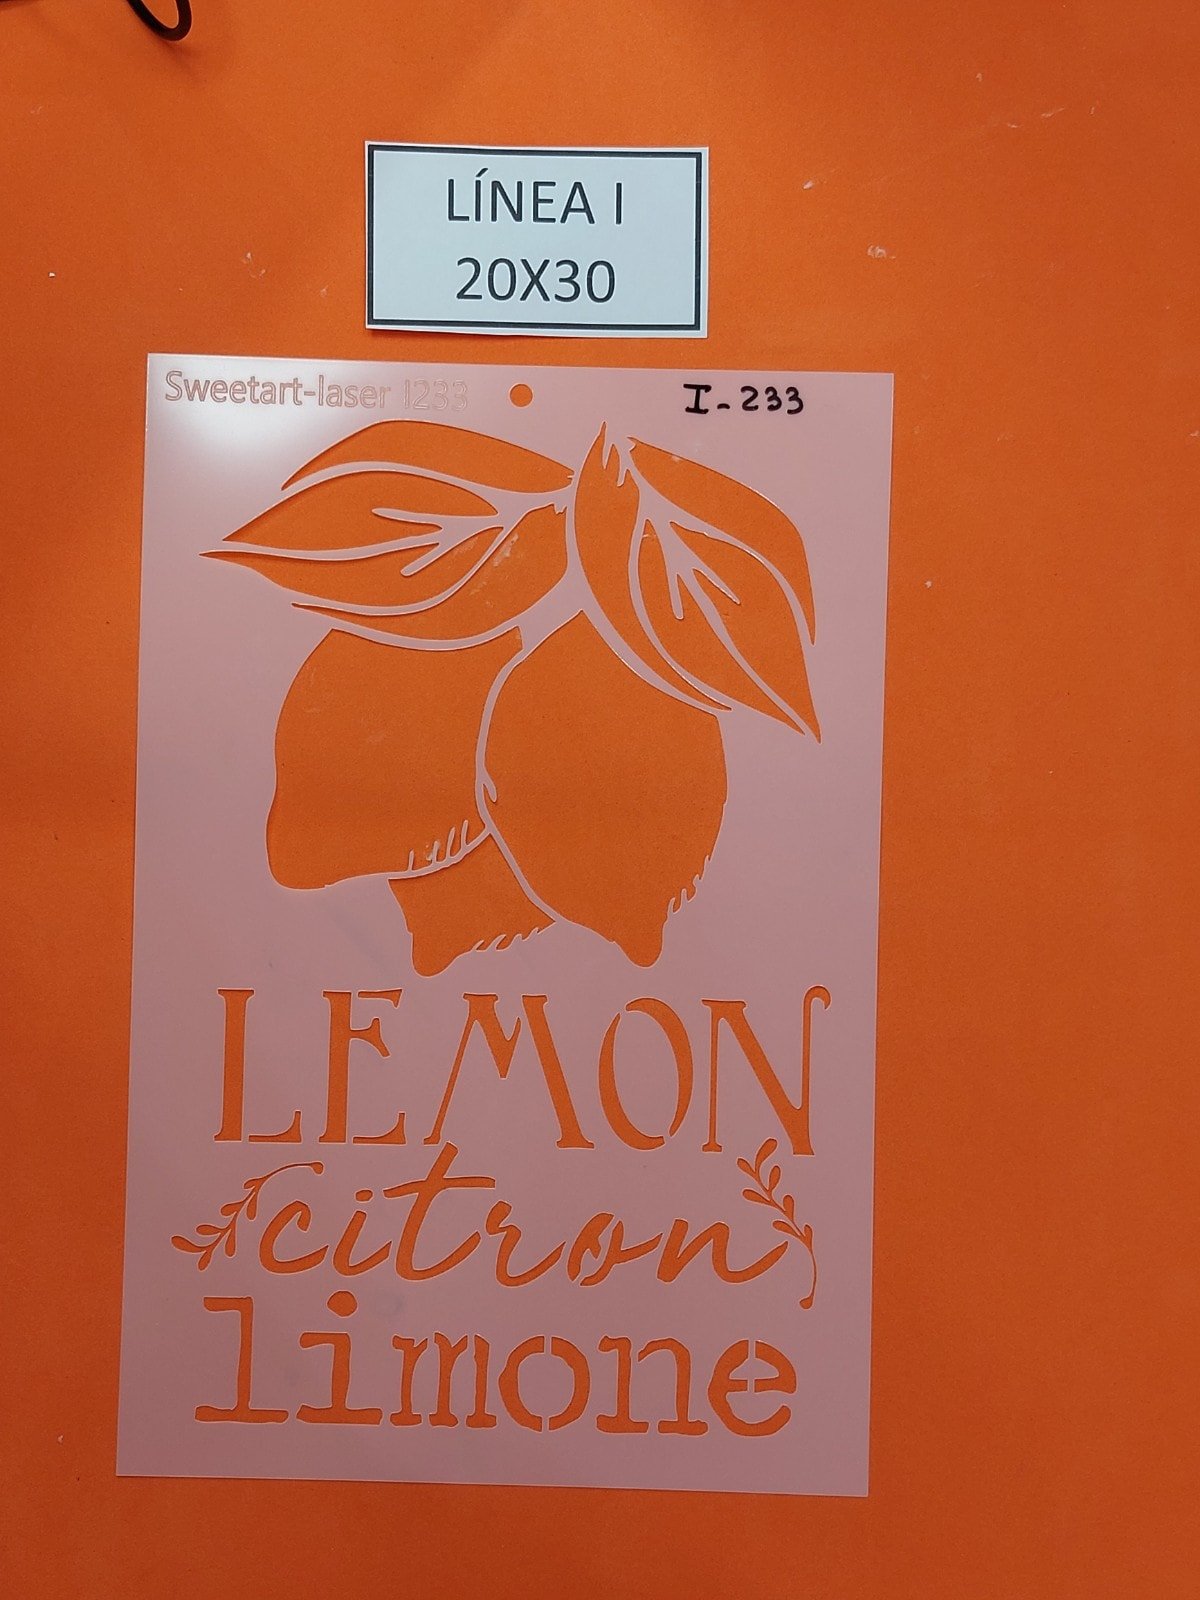 LÍNEA I
20X30
Sweetart-laser I233
I-233
LEMON
citron
limone